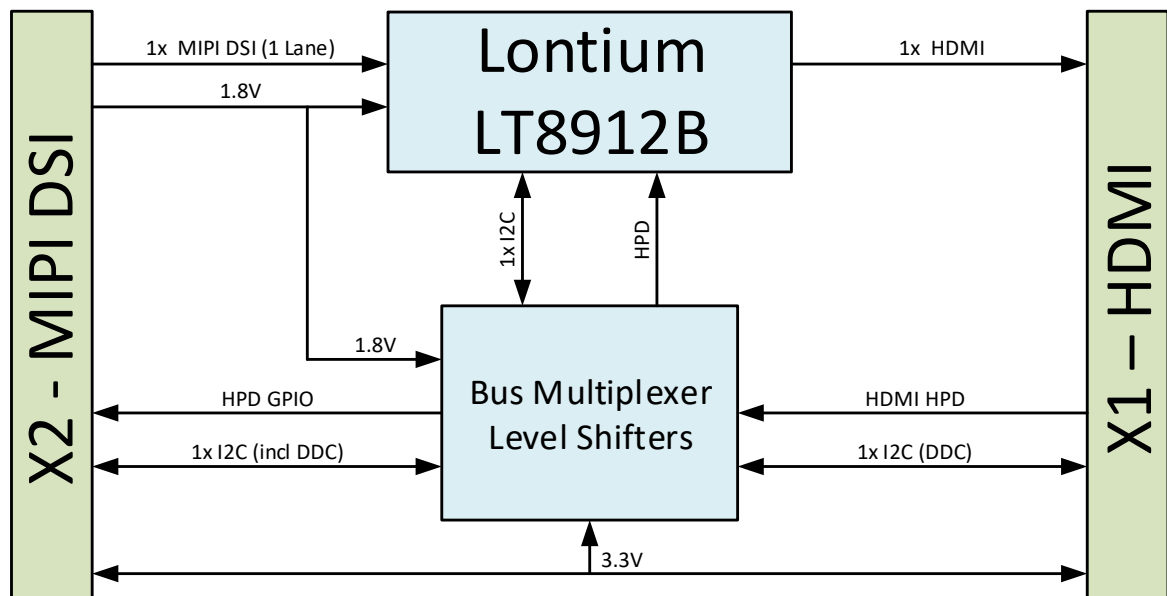 1x  MIPI DSI (1 Lane)
1.8V
Lontium
LT8912B
1x  HDMI
X2 - MIPI DSI
X1 – HDMI
1x I2C
HPD
1.8V
Bus Multiplexer
Level Shifters
HPD GPIO
HDMI HPD
1x I2C (incl DDC)
1x I2C (DDC)
3.3V